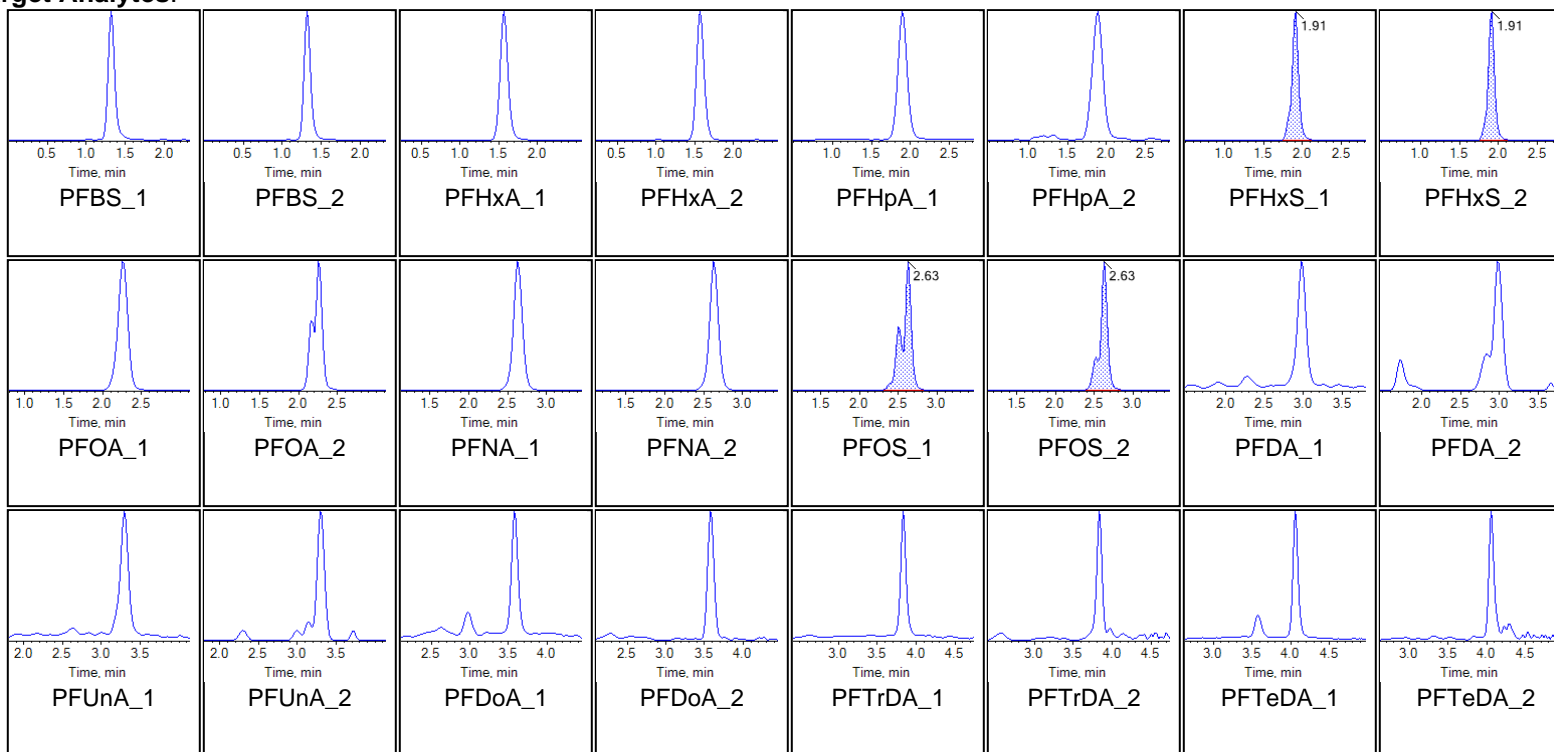 rget Analytes:
1.91 1.91
0.5 1.0 1.5 2.0 0.5 1.0 1.5 2.0 0.5 1.0 1.5 2.0 0.5 1.0 1.5 2.0 1.0 1.5 2.0 2.5 1.0 1.5 2.0 2.5 1.0 1.5 2.0 2.5 1.0 1.5 2.0 2.5
Time, min Time, min Time, min Time, min Time, min Time, min Time, min Time, min
PFBS_1 PFBS_2 PFHxA_1 PFHxA_2 PFHpA_1 PFHpA_2 PFHxS_1 PFHxS_2
2.63 2.63
1.0 1.5 2.0 2.5 1.0 1.5 2.0 2.5 1.5 2.0 2.5 3.0 1.5 2.0 2.5 3.0 1.5 2.0 2.5 3.0 1.5 2.0 2.5 3.0 2.0 2.5 3.0 3.5 2.0 2.5 3.0 3.5
Time, min Time, min Time, min Time, min Time, min Time, min Time, min Time, min
PFOA_1 PFOA_2 PFNA_1 PFNA_2 PFOS_1 PFOS_2 PFDA_1 PFDA_2
2.0 2.5 3.0 3.5 2.0 2.5 3.0 3.5 2.5 3.0 3.5 4.0 2.5 3.0 3.5 4.0 3.0 3.5 4.0 4.5 3.0 3.5 4.0 4.5 3.0 3.5 4.0 4.5 3.0 3.5 4.0 4.5
Time, min Time, min Time, min Time, min Time, min Time, min Time, min Time, min
PFUnA_1 PFUnA_2 PFDoA_1 PFDoA_2 PFTrDA_1 PFTrDA_2 PFTeDA_1 PFTeDA_2